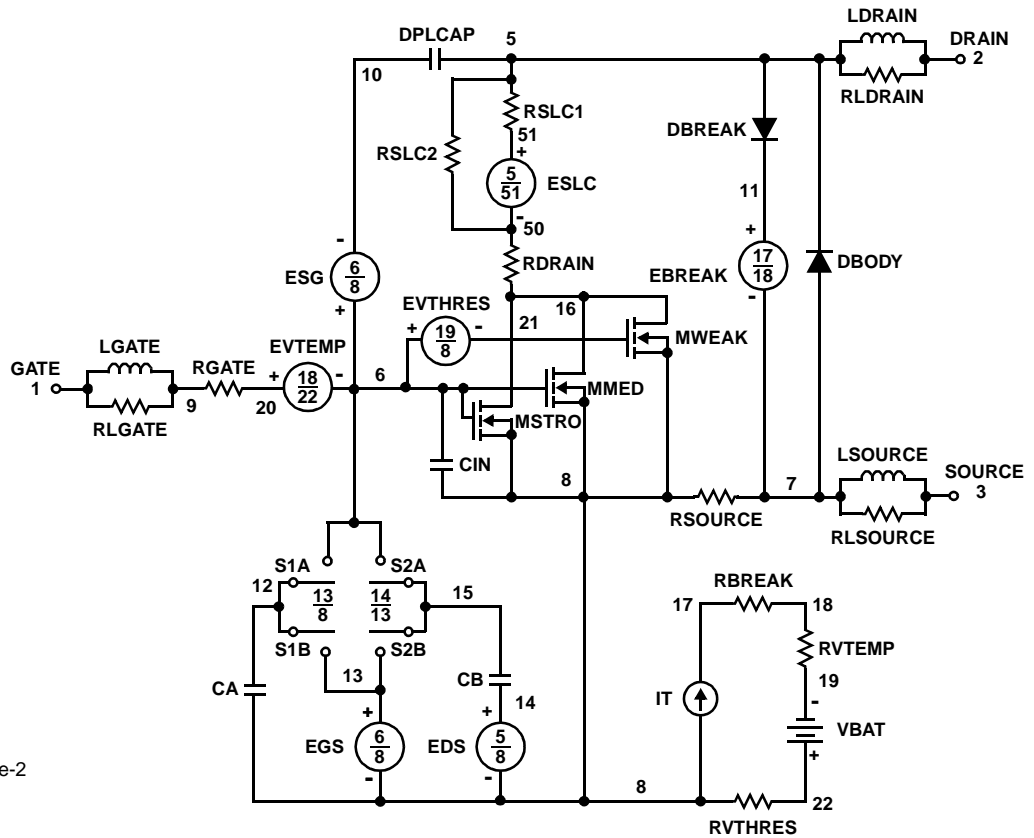 LDRAIN
DPLCAP
5
DRAIN
2
10
RLDRAIN
RSLC1
DBREAK
51
RSLC2
+
5
51
ESLC
11
-
50
-
+
17
18
RDRAIN
EBREAK
DBODY
6
8
ESG
-
+
EVTHRES
16
21
+
19
8
-
MWEAK
LGATE
EVTEMP
GATE
1
RGATE
+
18
22
-
6
MMED
9
20
RLGATE
MSTRO
LSOURCE
CIN
8
7
SOURCE
3
RSOURCE
RLSOURCE
S1A
S2A
12
13
8
14
13
15
RBREAK
17
18
S1B
S2B
RVTEMP
13
CB
CA
19
14
IT
-
+
+
VBAT
EGS
6
8
EDS
5
8
+
-
-
e-2
8
22
RVTHRES